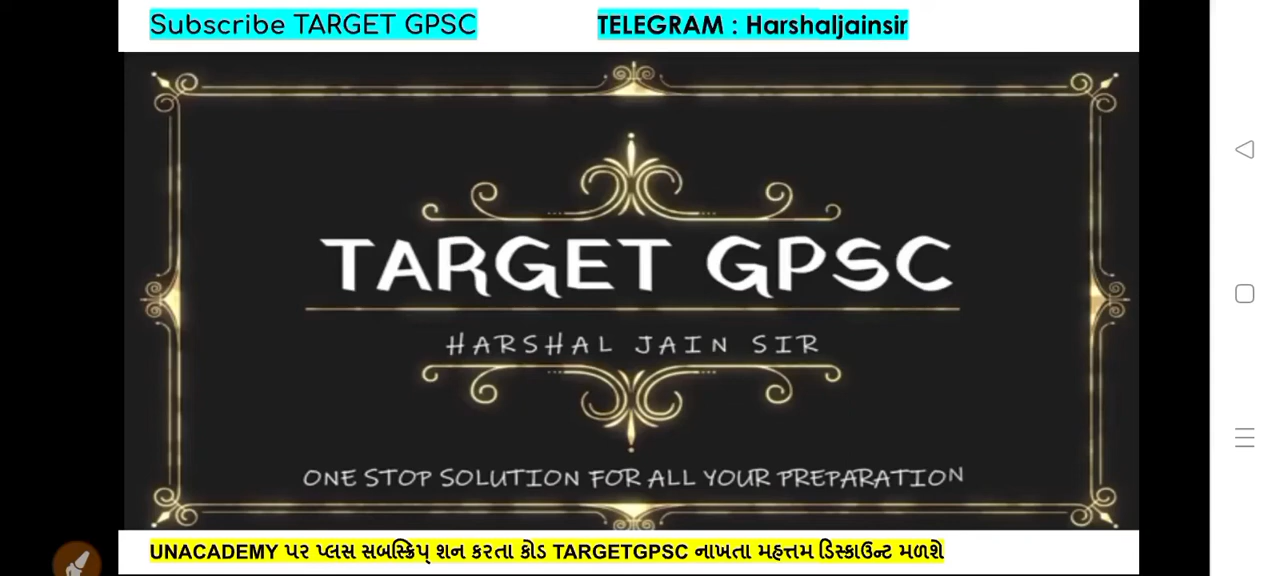 Subscribe TARGET GPSC TELEGRAM : Harshaljainsir
TARGET GPSC
HARSHAL JAIN SIR
ONE STOP SOLUTION FOR ALL YOUR PREPARATION
UNACADEMY પર પ્લસ સબસ્ક્રિપ્ શન કરતા કોડ TARGETGPSC નાખતા મહત્તમ ડિસ્કાઉન્ટ મળશે